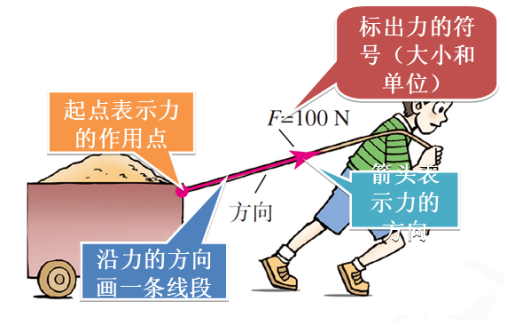 标出力的符
号（大小和
单位）
起点表示力
的作用点
F=100 N
箭头表
示力的
方向
方向
沿力的方向
画一条线段